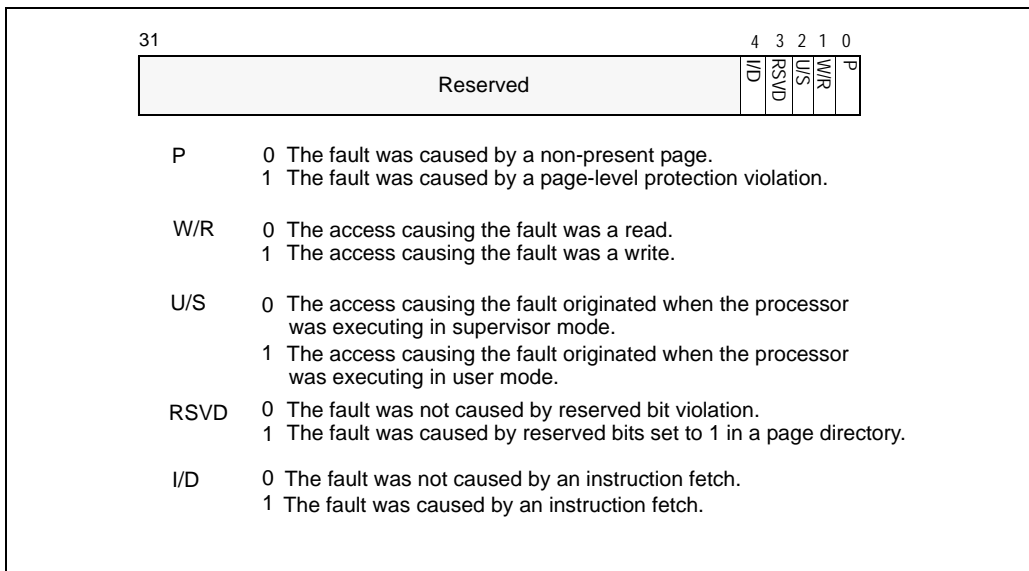 31 4 3 2 1 0
Reserved I/D RSVD U/S W/R P
P 0 The fault was caused by a non-present page.
1 The fault was caused by a page-level protection violation.
W/R 0 The access causing the fault was a read.
1 The access causing the fault was a write.
U/S 0 The access causing the fault originated when the processor
was executing in supervisor mode.
1 The access causing the fault originated when the processor
was executing in user mode.
RSVD 0 The fault was not caused by reserved bit violation.
1 The fault was caused by reserved bits set to 1 in a page directory.
I/D 0 The fault was not caused by an instruction fetch.
1 The fault was caused by an instruction fetch.